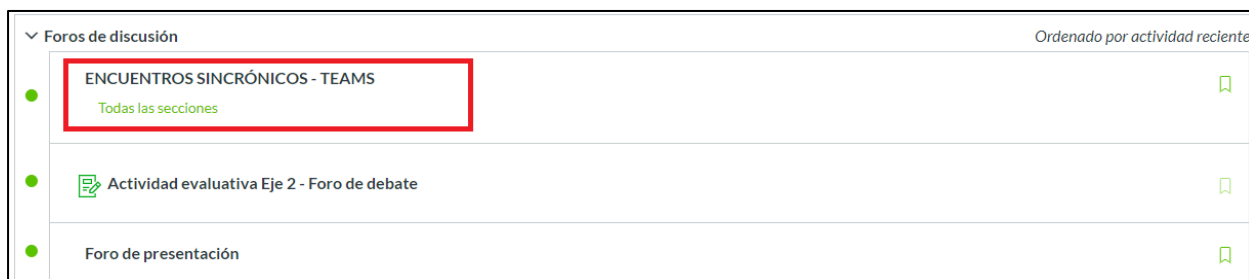 Foros de discusión
Ordenado por actividad reciente
ENCUENTROS SINCRÓNICOS - TEAMS
Todas las secciones
Actividad evaluativa Eje 2 - Foro de debate
Foro de presentación